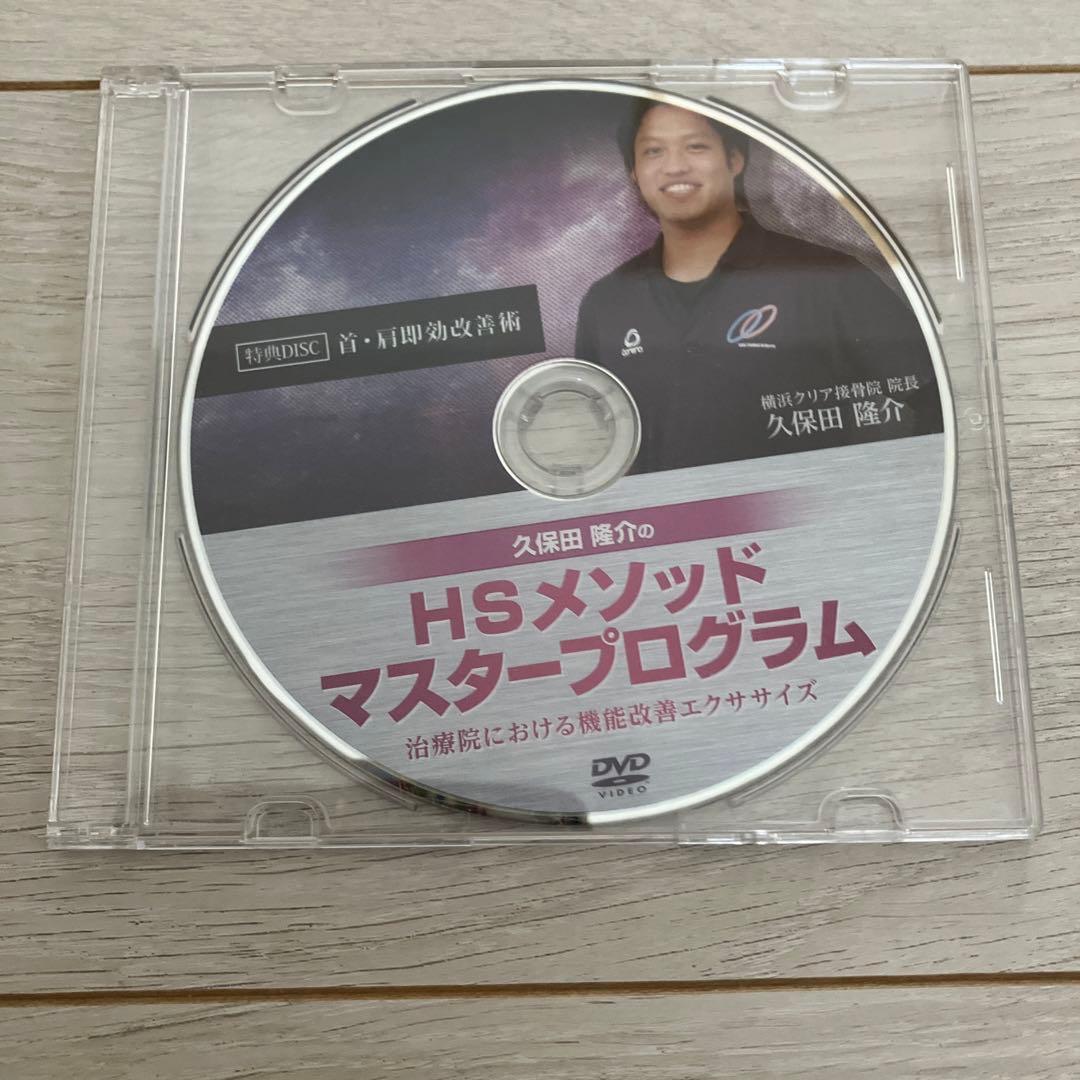 特典DISC 首・肩即効改善術
横浜クリア接骨院 院長
久保田 隆介
久保田 隆介の
HSメソッド
マスタープログラム
治療院における機能改善エクササイズ
DVD
VIDEO